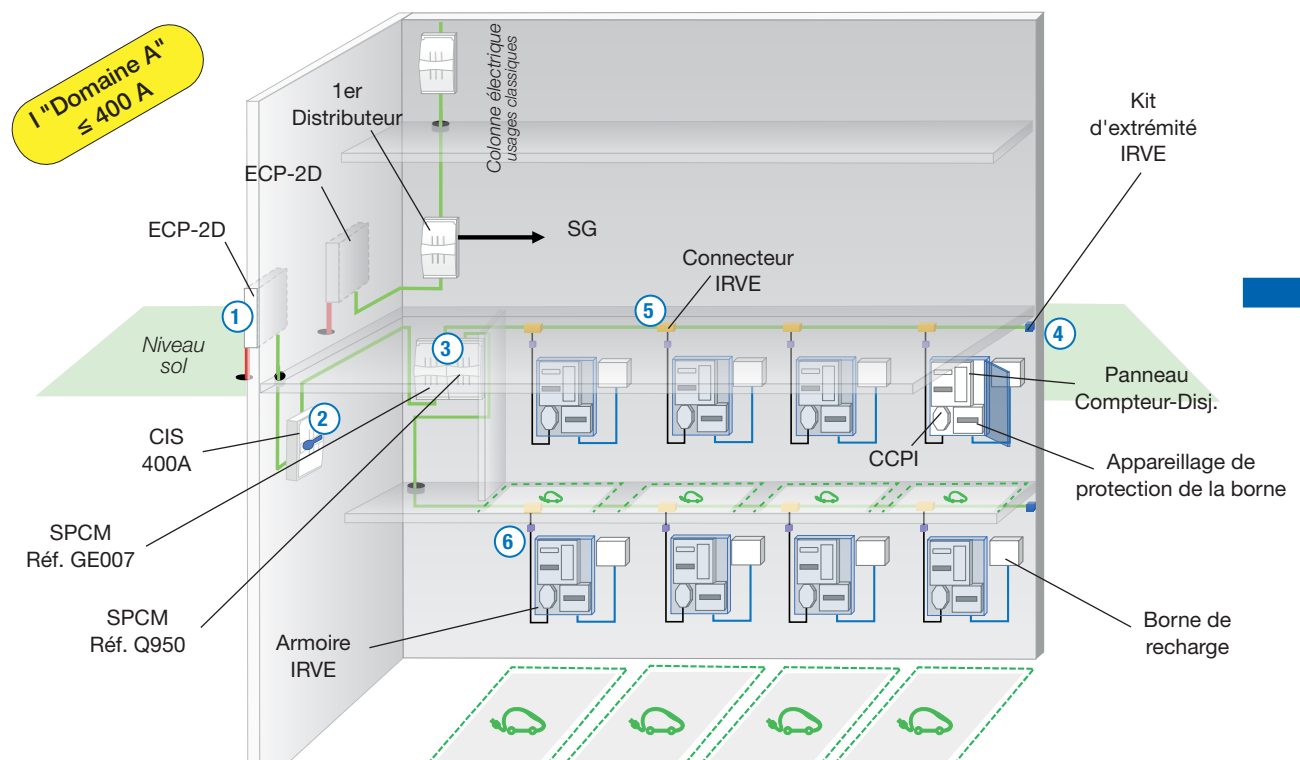 I "Domaine A"
≤ 400 A
1er
Distributeur
Colonne électrique
usages classiques
Kit
d'extrémité
IRVE
ECP-2D
ECP-2D
SG
Connecteur
IRVE
1
5
4
Niveau
sol
3
2
CIS
400A
Panneau
Compteur-Disj.
CCPI
Appareillage de
protection de la borne
SPCM
Réf. GE007
6
SPCM
Réf. Q950
Armoire
IRVE
Borne de
recharge